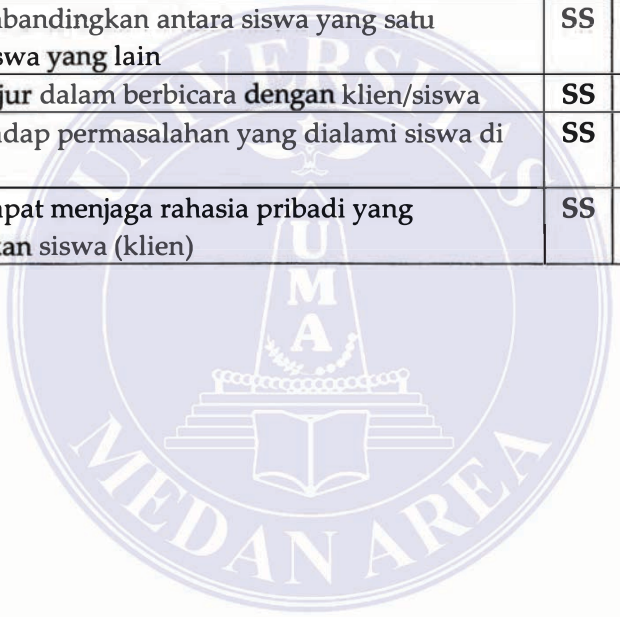 bandingkan antara siswa yang satu SS
swa yang lain
jur dalam berbicara dengan klien/siswa SS
dap permasalahan yang dialami siswa di SS
pat menjaga rahasia pribadi yang SS
kan siswa (klien)
UNIVERSITAS
UMA
MEDAN AREA